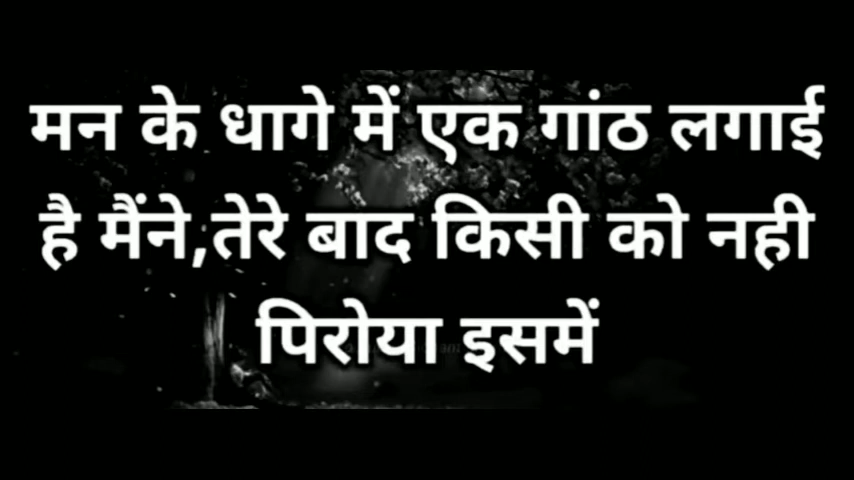 मन के धागे में एक गांठ लगाई
है मैंने,तेरे बाद किसी को नही
पिरोया इसमें